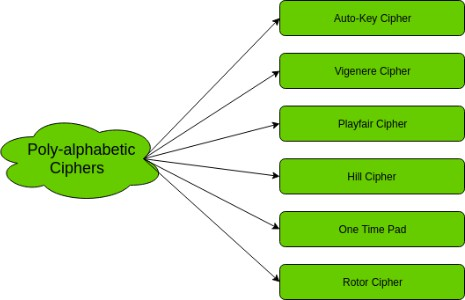 Poly-alphabetic
Ciphers
Auto-Key Cipher
Vigenere Cipher
Playfair Cipher
Hill Cipher
One Time Pad
Rotor Cipher